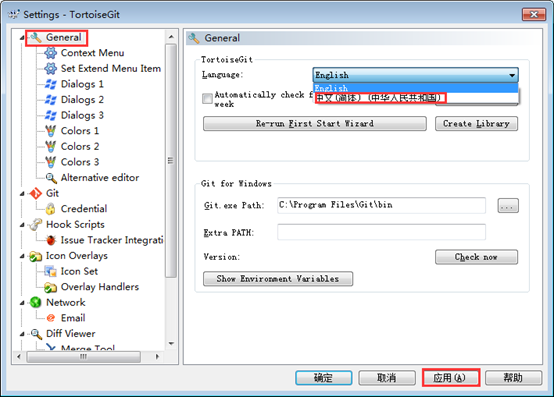 Settings - TortoiseGit
General
Context Menu
Set Extend Menu Item
Dialogs 1
Dialogs 2
Dialogs 3
Colors 1
Colors 2
Colors 3
Alternative editor
Git
Credential
Hook Scripts
Issue Tracker Integrati
Icon Overlays
Icon Set
Overlay Handlers
Network
Email
Diff Viewer
Merge Tool
General
TortoiseGit
Language:
English
English
中文(简体) (中华人民共和国)
Automatically check f
week
Re-run First Start Wizard
Create Library
Git for Windows
Git.exe Path:
C:\Program Files\Git\bin
...
Extra PATH:
Version:
Check now
Show Environment Variables
确定
取消
应用(A)
帮助